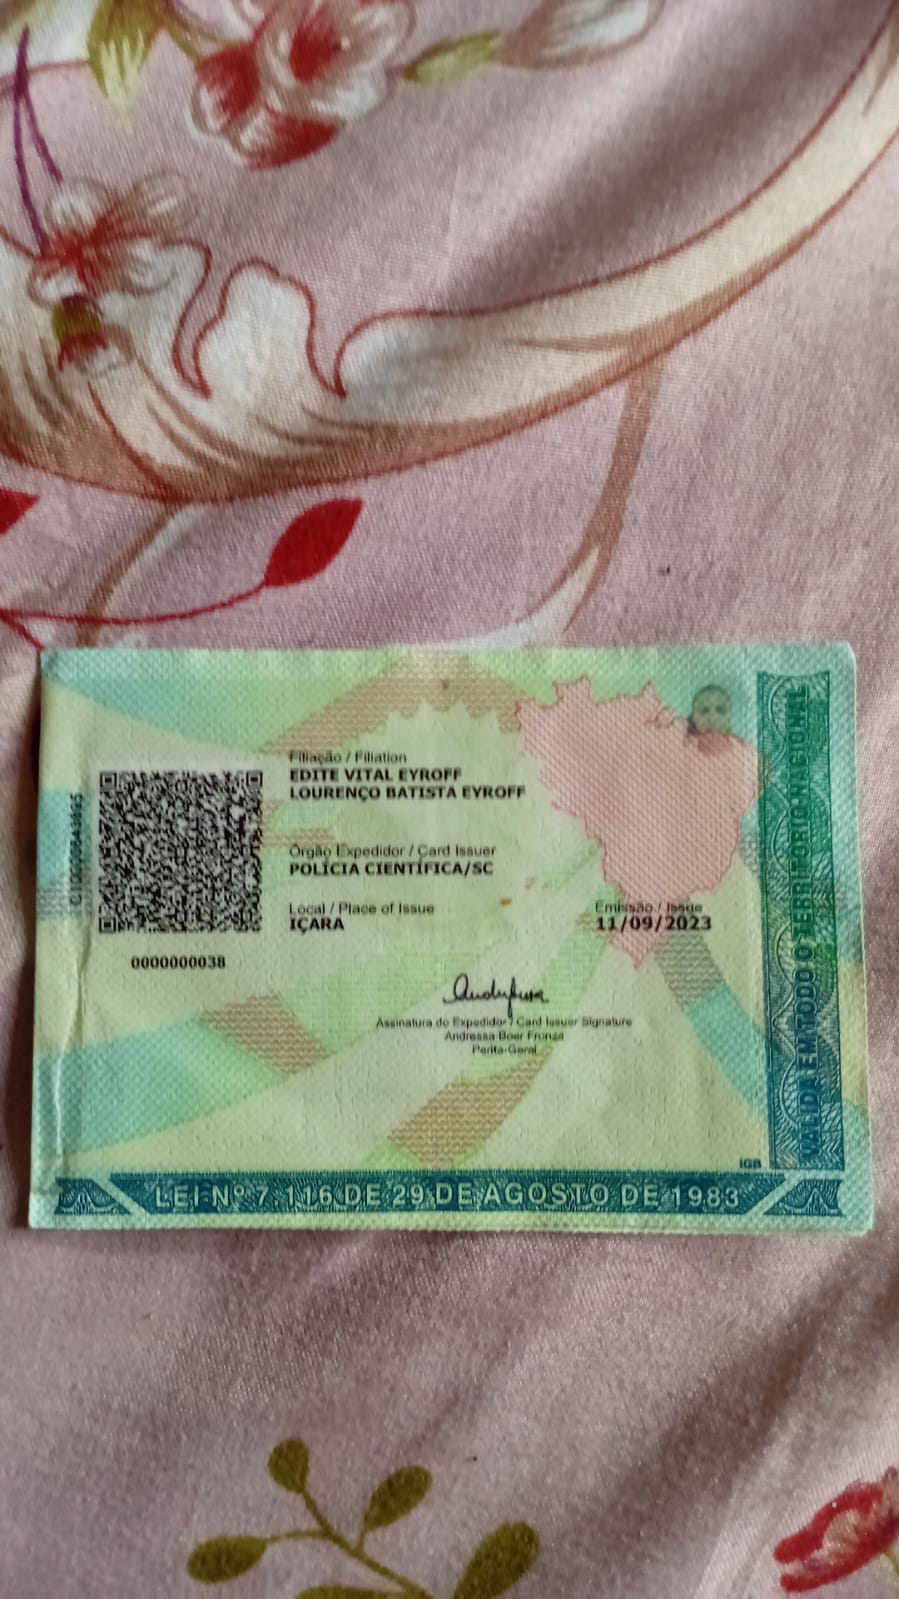 Filiação / Filiation
EDITE VITAL EYROFF
LOURENÇO BATISTA EYROFF
Órgão Expedidor / Card Issuer
POLÍCIA CIENTÍFICA/SC
Local / Place of Issue
IÇARA
Emissão / Issue
11/09/2023
0000000038
Assinatura do Expedidor / Card Issuer Signature
Andressa Boer Fronza
Perita-Geral
IGB
VÁLIDA EM TODO O TERRITÓRIO NACIONAL
LEI Nº 7.116 DE 29 DE AGOSTO DE 1983